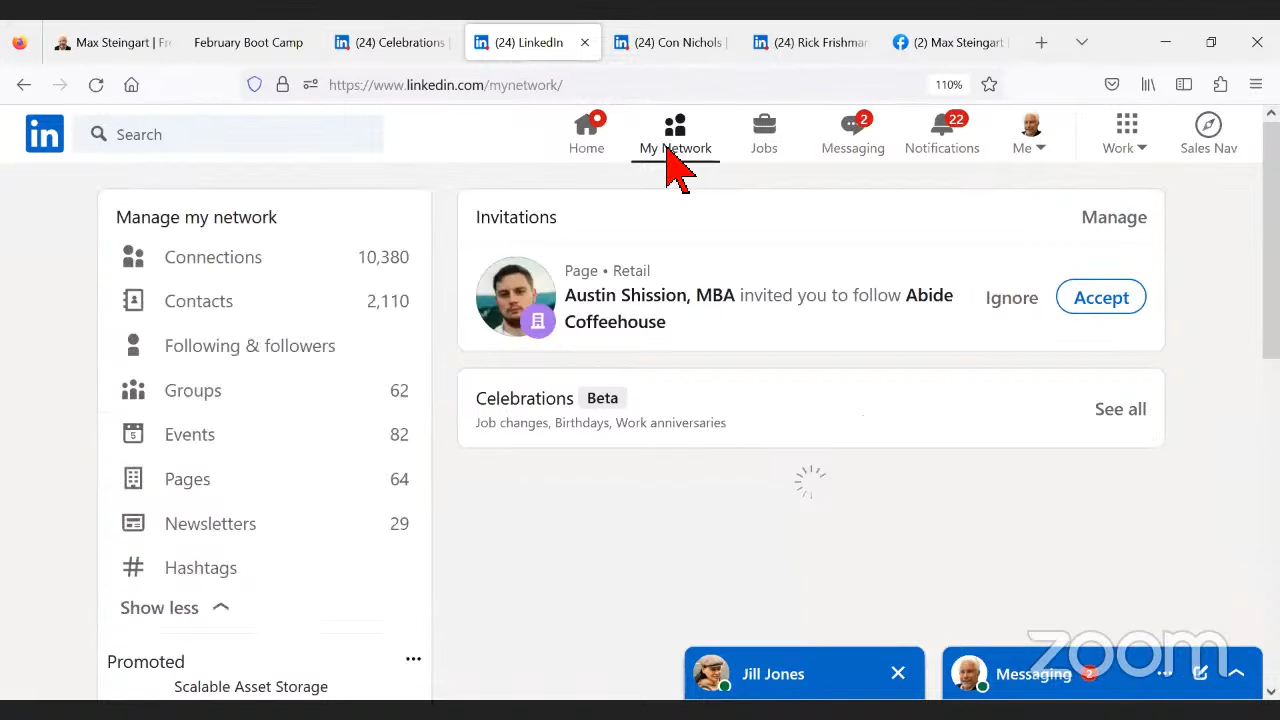 Max Steingart | Fre
February Boot Camp
(24) Celebrations |
(24) LinkedIn
(24) Con Nichols |
(24) Rick Frishman
(2) Max Steingart |
https://www.linkedin.com/mynetwork/
110%
in
Search
Home
My Network
Jobs
2
Messaging
22
Notifications
Me
Work
Sales Nav
Manage my network
Connections 10,380
Contacts 2,110
Following & followers
Groups 62
5
Events 82
Pages 64
Newsletters 29
Hashtags
Show less
Promoted
Scalable Asset Storage
Invitations
Manage
Page • Retail
Austin Shission, MBA invited you to follow Abide
Coffeehouse
Ignore
Accept
Celebrations Beta
Job changes, Birthdays, Work anniversaries
See all
Jill Jones
Messaging 2
zoom